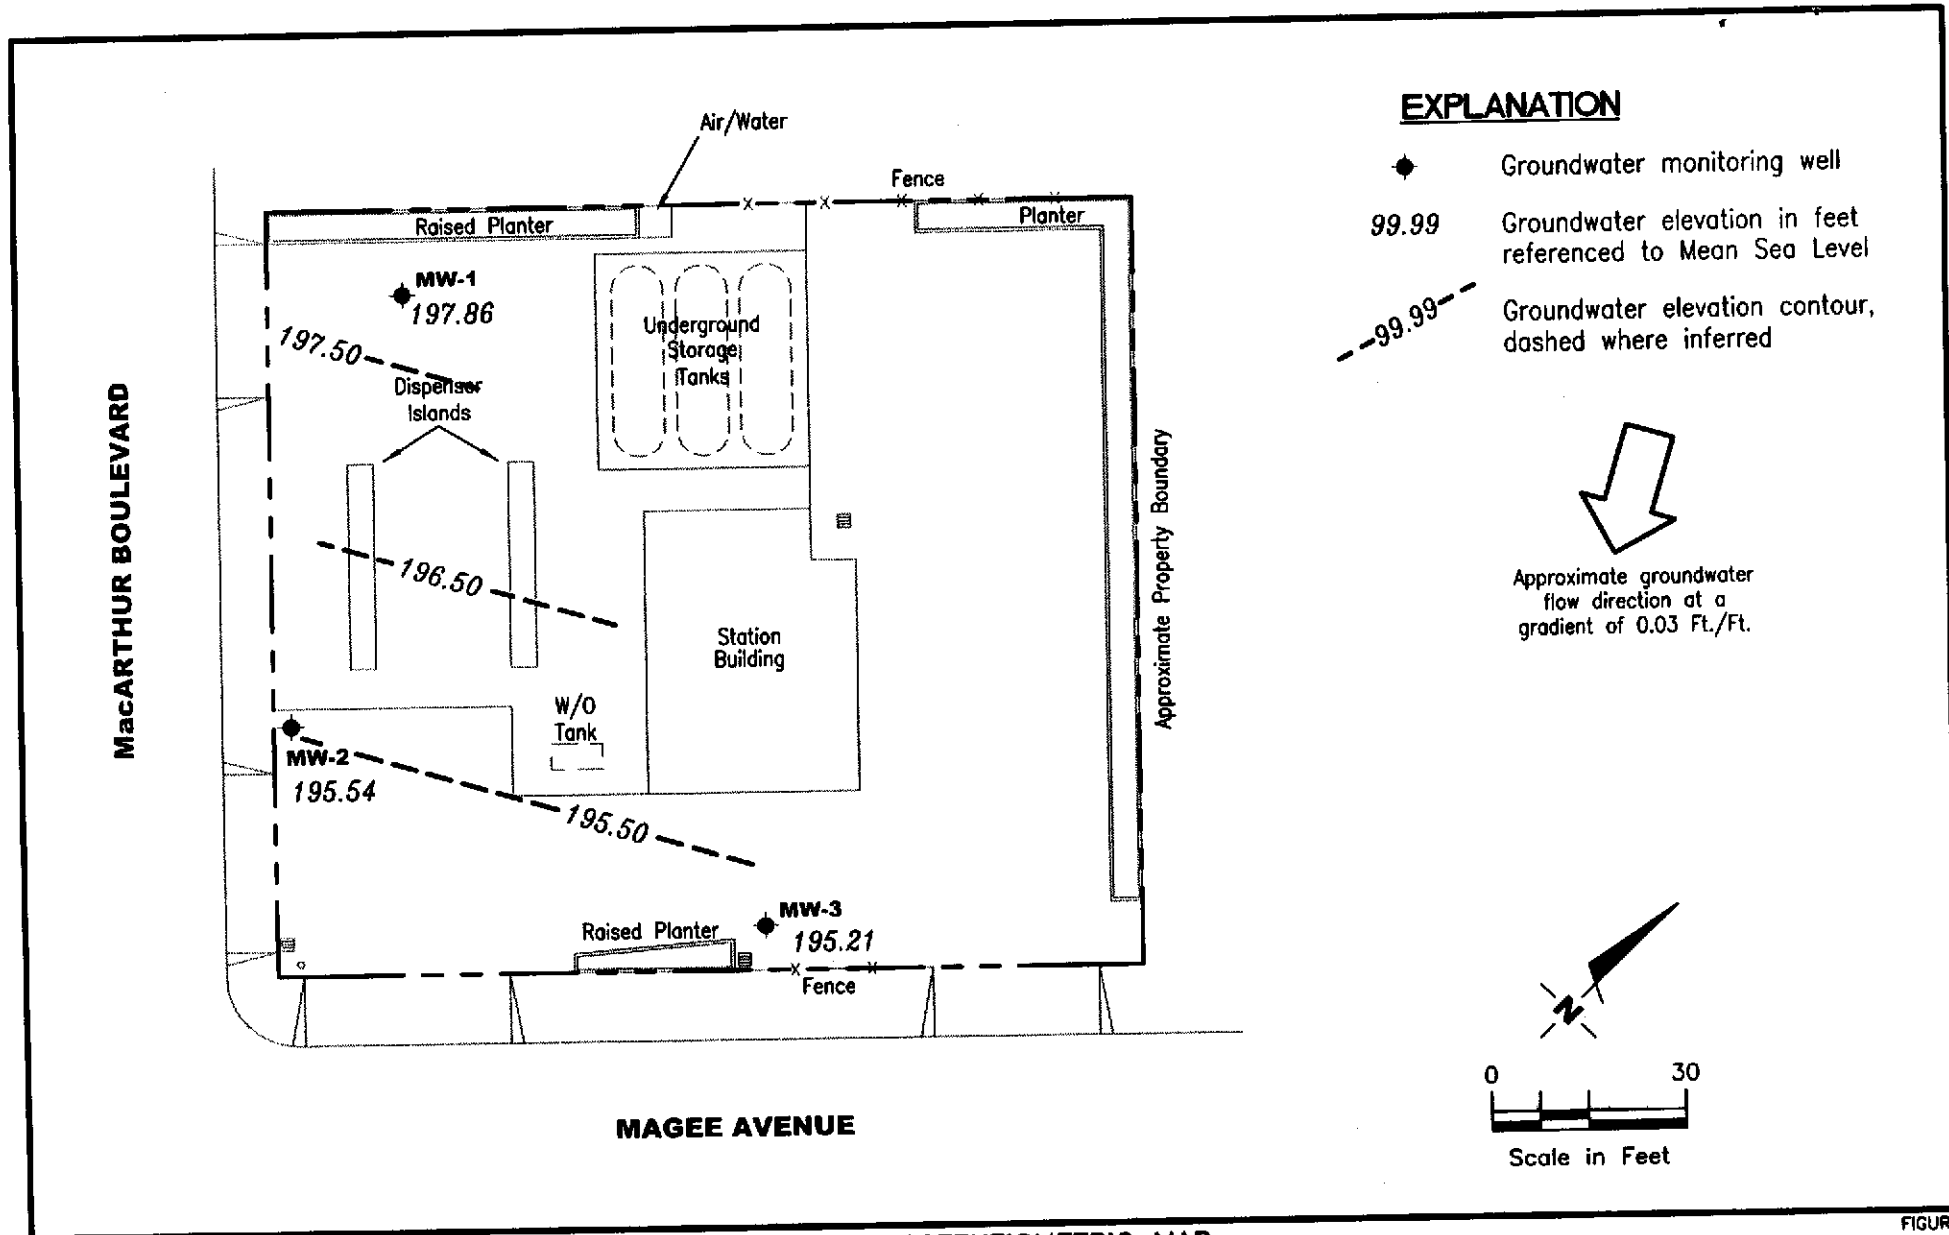 EXPLANATION
Groundwater monitoring well
99.99
Groundwater elevation in feet
referenced to Mean Sea Level
99.99
Groundwater elevation contour,
dashed where inferred
Approximate groundwater
flow direction at a
gradient of 0.03 Ft./Ft.
Air/Water
Fence
Raised Planter
Planter
MW-1
197.86
197.50
Underground
Storage
Tanks
Dispenser
Islands
MacARTHUR BOULEVARD
Approximate Property Boundary
196.50
Station
Building
W/O
Tank
MW-2
195.54
195.50
MW-3
195.21
Raised Planter
Fence
N
0 30
Scale in Feet
MAGEE AVENUE
MAP
FIGUR